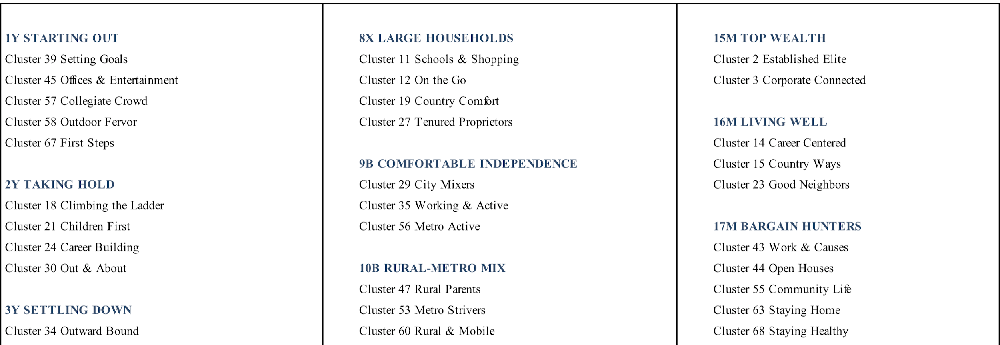 1Y STARTING OUT
Cluster 39 Setting Goals
Cluster 45 Offices & Entertainment
Cluster 57 Collegiate Crowd
Cluster 58 Outdoor Fervor
Cluster 67 First Steps
2Y TAKING HOLD
Cluster 18 Climbing the Ladder
Cluster 21 Children First
Cluster 24 Career Building
Cluster 30 Out & About
3Y SETTLING DOWN
Cluster 34 Outward Bound
8X LARGE HOUSEHOLDS
Cluster 11 Schools & Shopping
Cluster 12 On the Go
Cluster 19 Country Comfort
Cluster 27 Tenured Proprietors
9B COMFORTABLE INDEPENDENCE
Cluster 29 City Mixers
Cluster 35 Working & Active
Cluster 56 Metro Active
10B RURAL-METRO MIX
Cluster 47 Rural Parents
Cluster 53 Metro Strivers
Cluster 60 Rural & Mobile
15M TOP WEALTH
Cluster 2 Established Elite
Cluster 3 Corporate Connected
16M LIVING WELL
Cluster 14 Career Centered
Cluster 15 Country Ways
Cluster 23 Good Neighbors
17M BARGAIN HUNTERS
Cluster 43 Work & Causes
Cluster 44 Open Houses
Cluster 55 Community Life
Cluster 63 Staying Home
Cluster 68 Staying Healthy